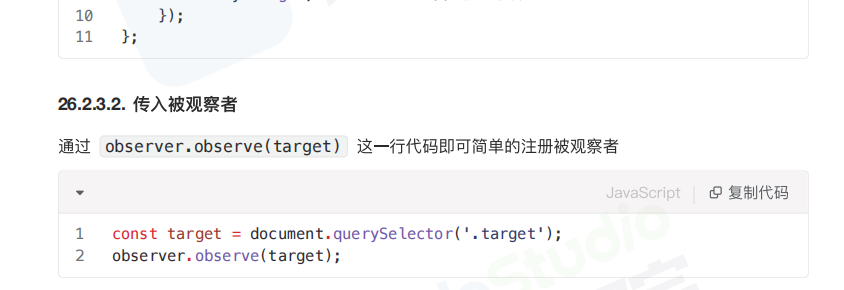 10 });
11 };
26.2.3.2. 传入被观察者
通过 observer.observe(target) 这一行代码即可简单的注册被观察者
JavaScript 复制代码
1 const target = document.querySelector('.target');
2 observer.observe(target);